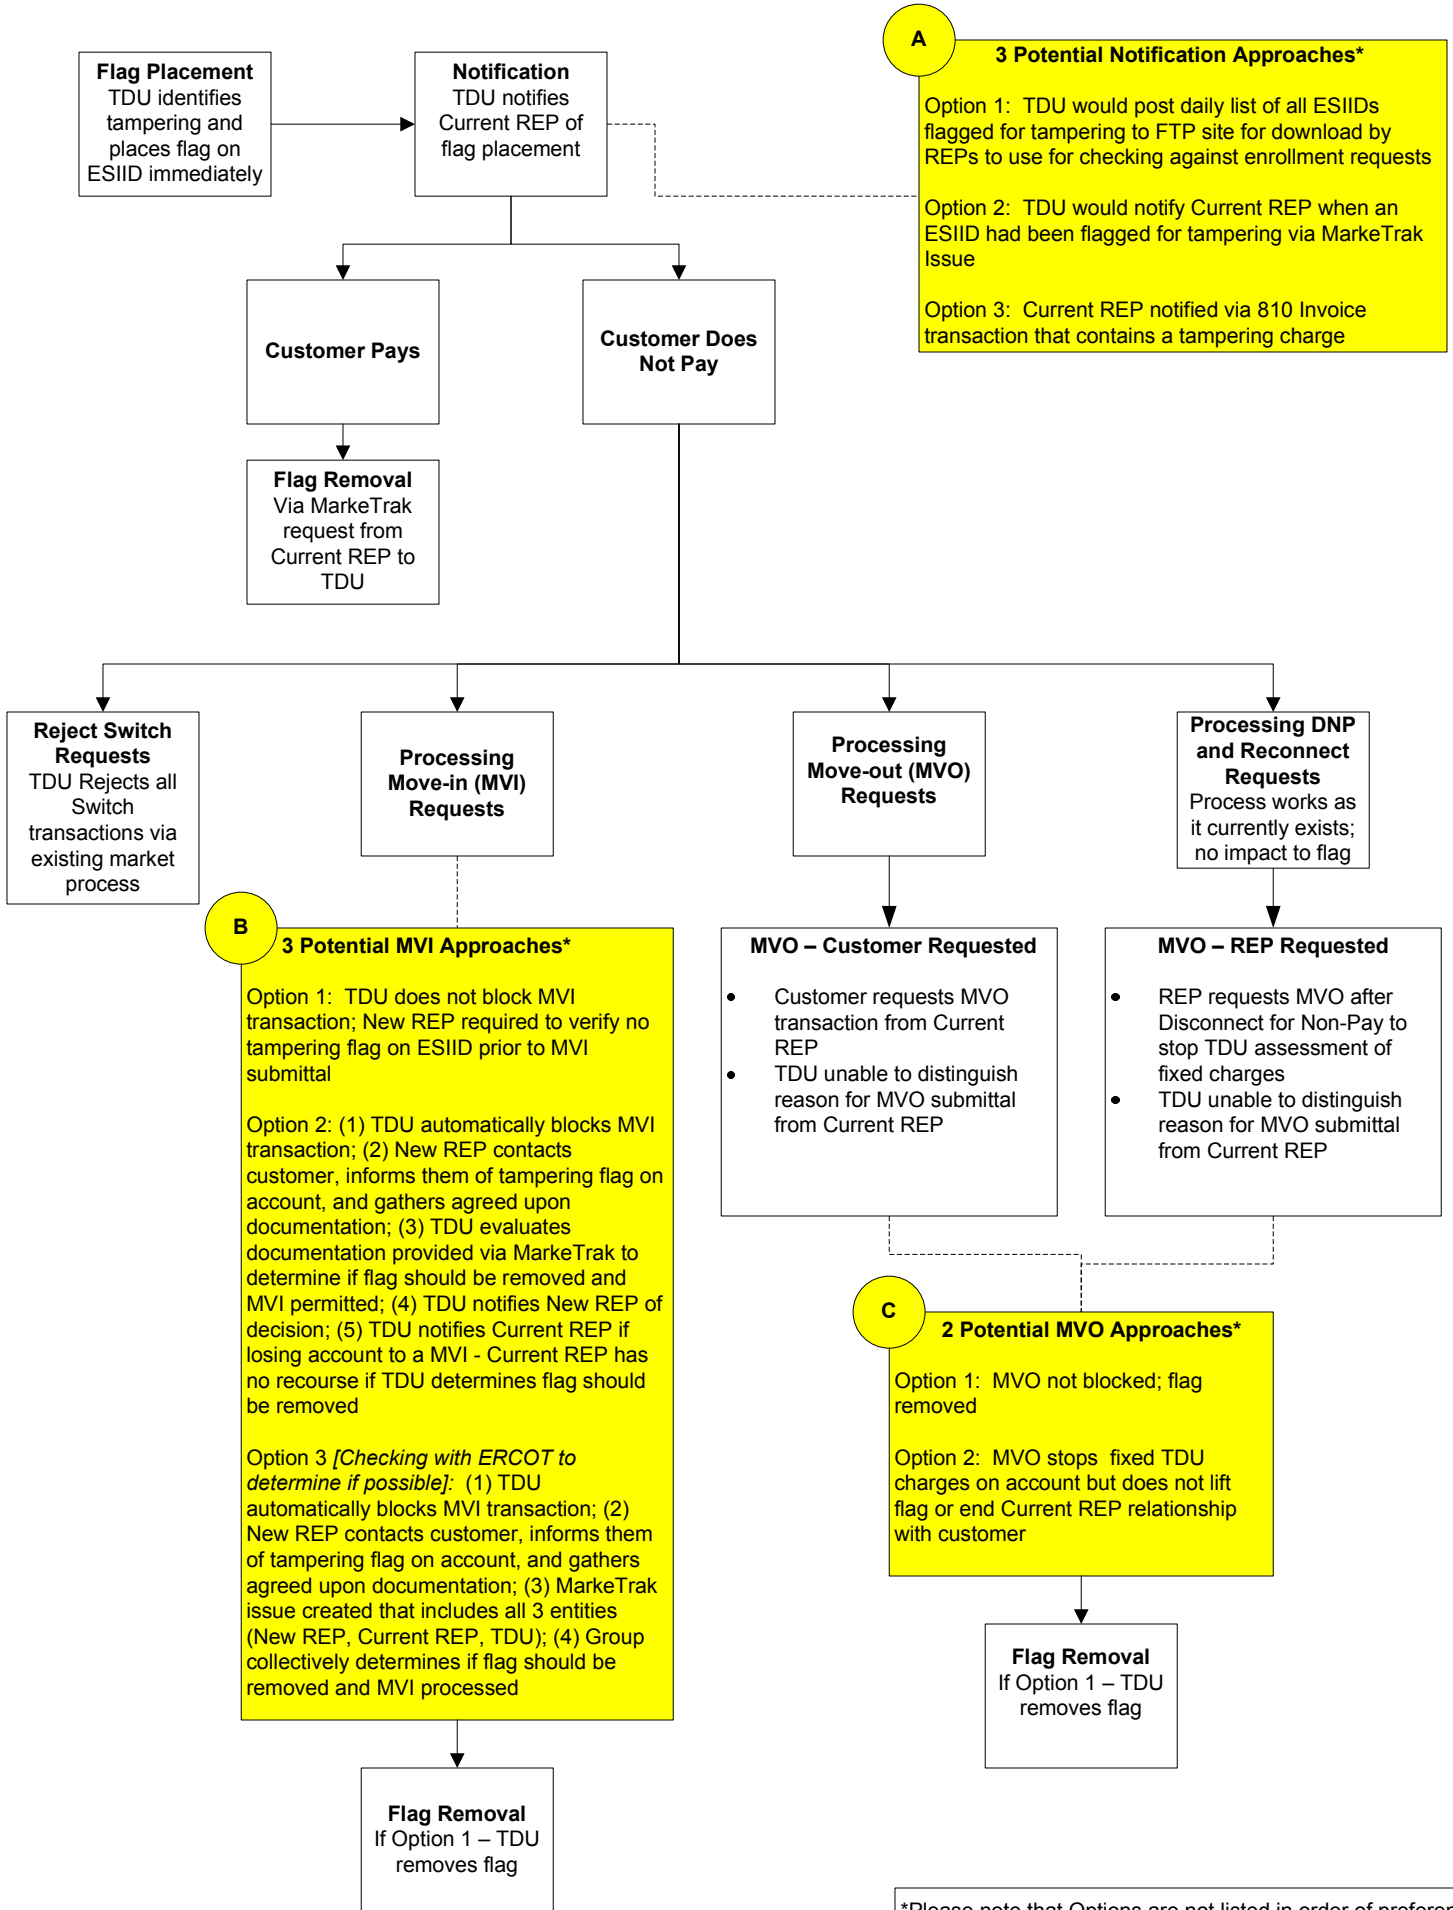 Flag Placement
TDU identifies
tampering and
places flag on
ESIID immediately
Notification
TDU notifies
Current REP of
flag placement
A
3 Potential Notification Approaches*
Option 1:  TDU would post daily list of all ESIIDs
flagged for tampering to FTP site for download by
REPs to use for checking against enrollment requests
Option 2:  TDU would notify Current REP when an
ESIID had been flagged for tampering via MarkeTrak
Issue
Option 3:  Current REP notified via 810 Invoice
transaction that contains a tampering charge
Customer Pays
Customer Does
Not Pay
Flag Removal
Via MarkeTrak
request from
Current REP to
TDU
Reject Switch
Requests
TDU Rejects all
Switch
transactions via
existing market
process
Processing
Move-in (MVI)
Requests
Processing
Move-out (MVO)
Requests
Processing DNP
and Reconnect
Requests
Process works as
it currently exists;
no impact to flag
B
3 Potential MVI Approaches*
Option 1:  TDU does not block MVI
transaction; New REP required to verify no
tampering flag on ESIID prior to MVI
submittal
Option 2: (1) TDU automatically blocks MVI
transaction; (2) New REP contacts
customer, informs them of tampering flag on
account, and gathers agreed upon
documentation; (3) TDU evaluates
documentation provided via MarkeTrak to
determine if flag should be removed and
MVI permitted; (4) TDU notifies New REP of
decision; (5) TDU notifies Current REP if
losing account to a MVI - Current REP has
no recourse if TDU determines flag should
be removed
Option 3 [Checking with ERCOT to
determine if possible]:  (1) TDU
automatically blocks MVI transaction; (2)
New REP contacts customer, informs them
of tampering flag on account, and gathers
agreed upon documentation; (3) MarkeTrak
issue created that includes all 3 entities
(New REP, Current REP, TDU); (4) Group
collectively determines if flag should be
removed and MVI processed
MVO – Customer Requested
• Customer requests MVO
transaction from Current
REP
• TDU unable to distinguish
reason for MVO submittal
from Current REP
MVO – REP Requested
• REP requests MVO after
Disconnect for Non-Pay to
stop TDU assessment of
fixed charges
• TDU unable to distinguish
reason for MVO submittal
from Current REP
C
2 Potential MVO Approaches*
Option 1:  MVO not blocked; flag
removed
Option 2:  MVO stops  fixed TDU
charges on account but does not lift
flag or end Current REP relationship
with customer
Flag Removal
If Option 1 – TDU
removes flag
Flag Removal
If Option 1 – TDU
removes flag
*Please note that Options are not listed in order of